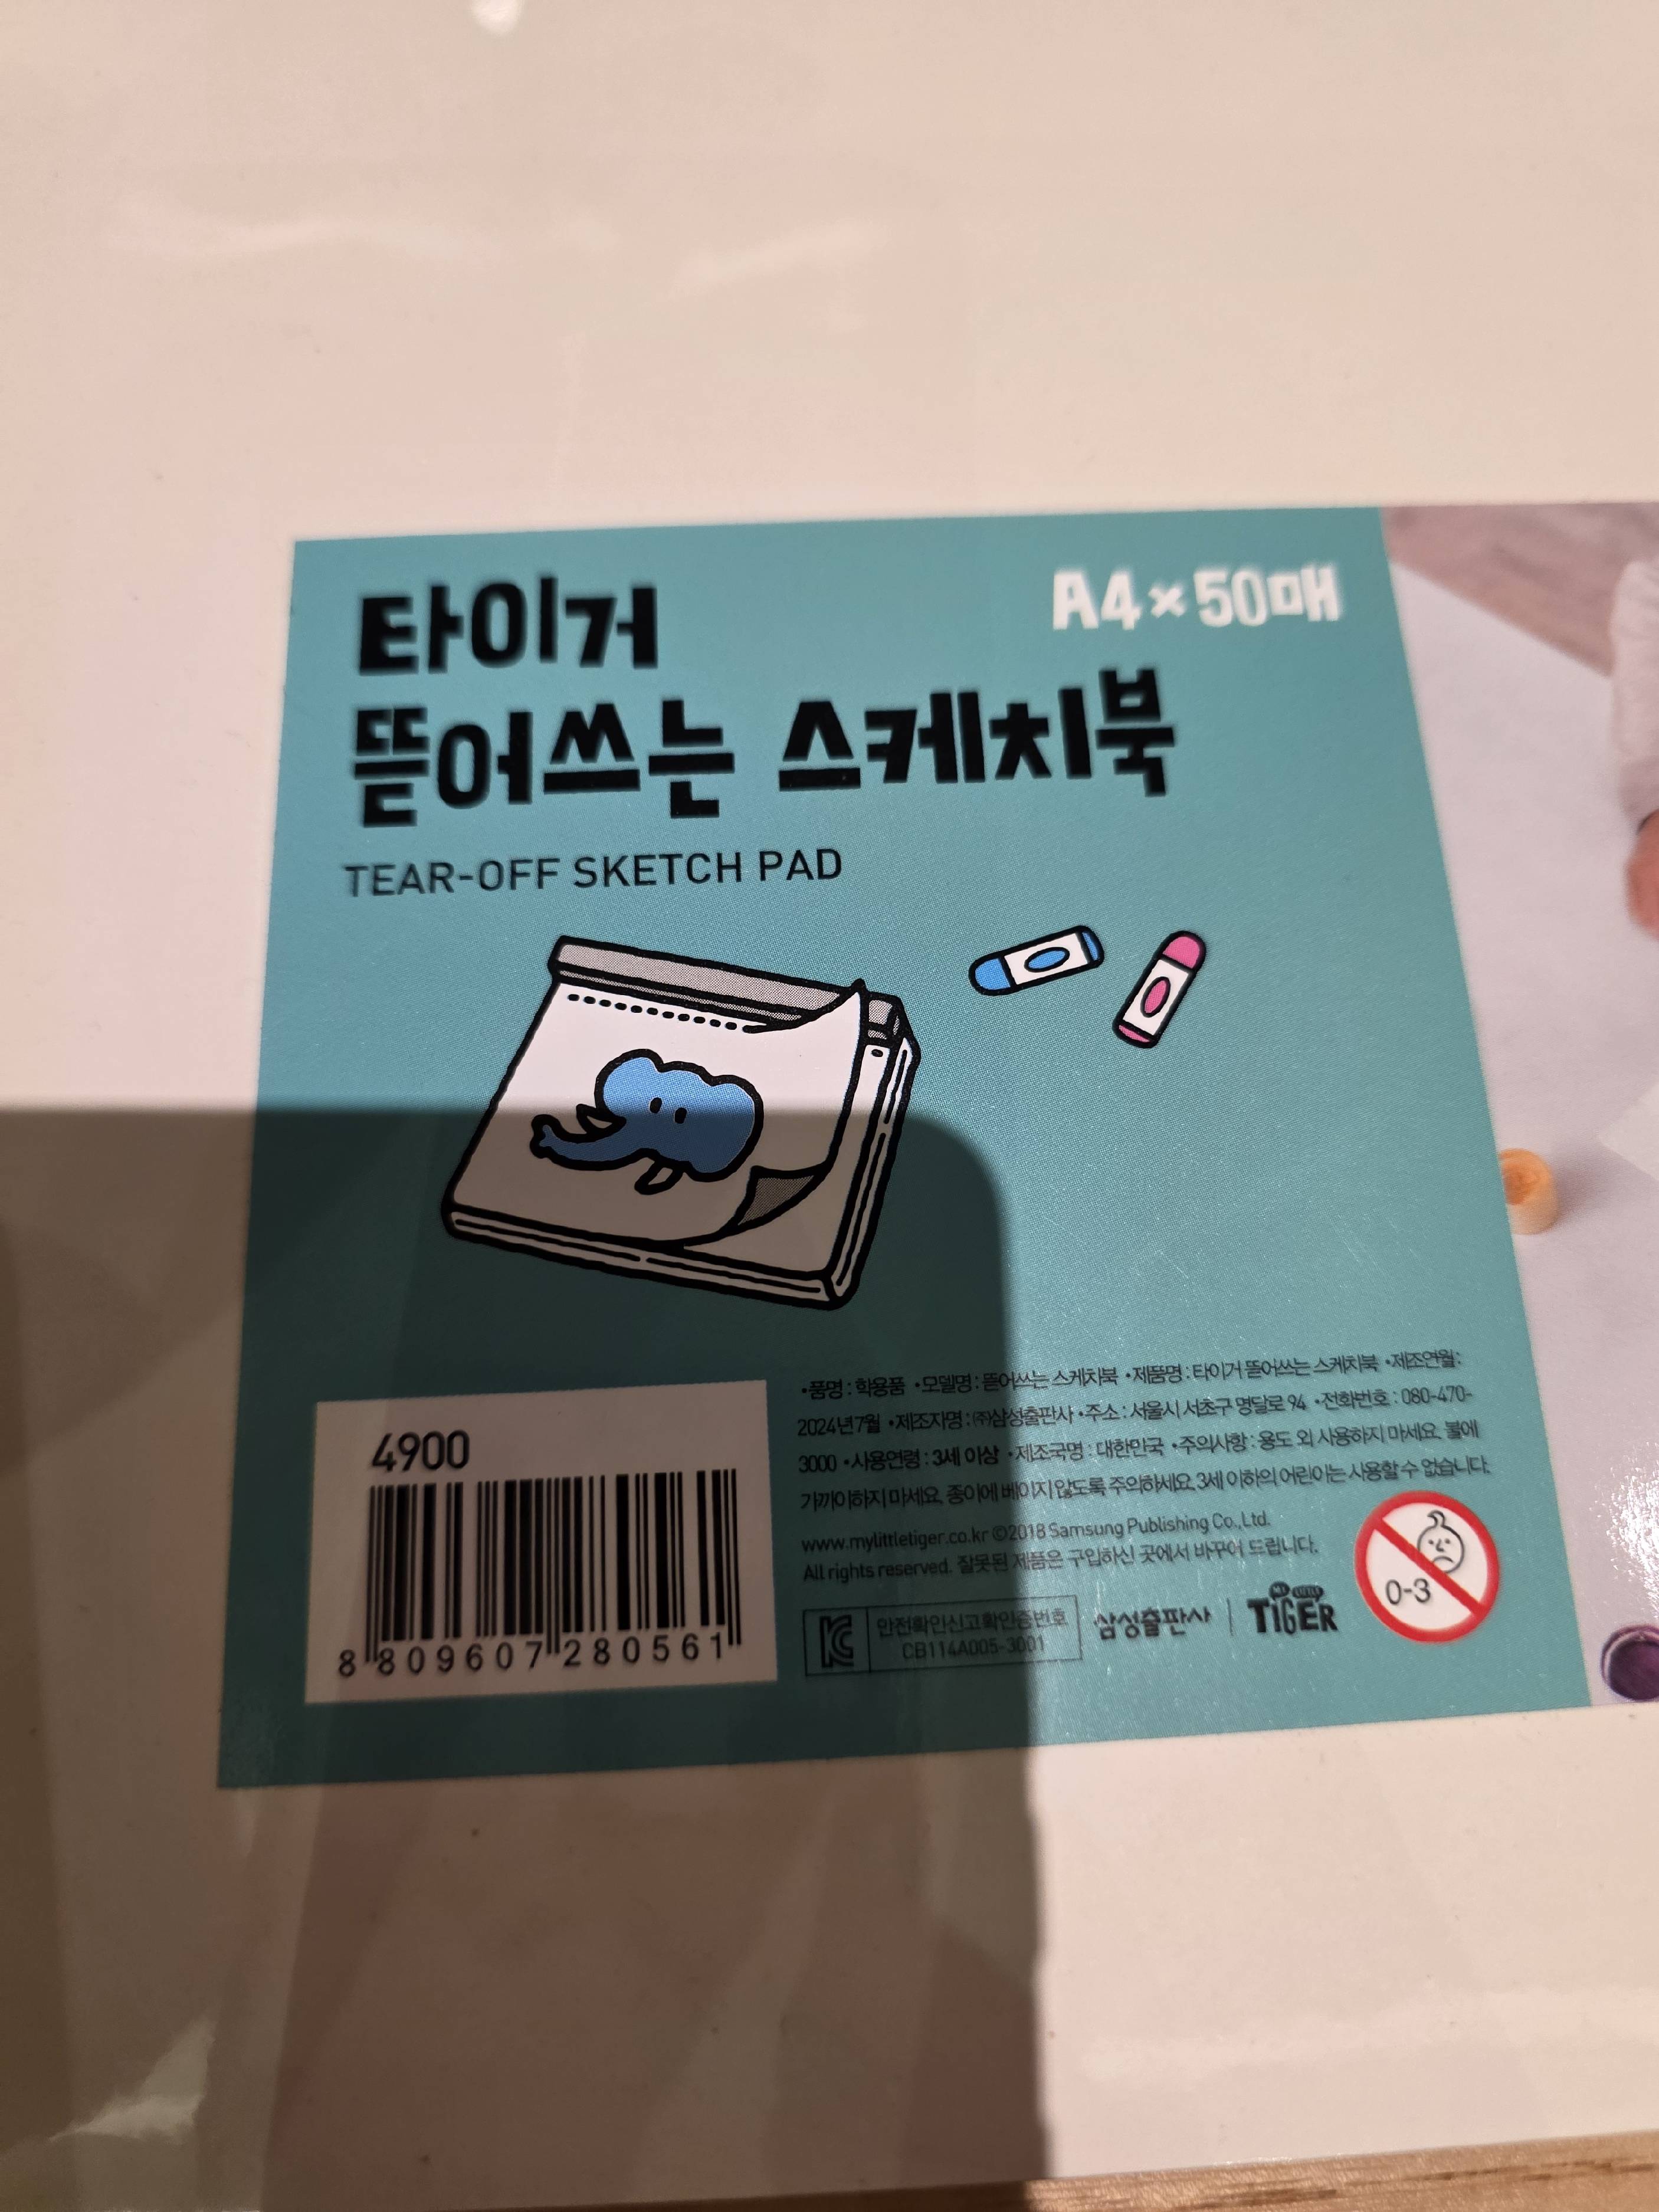 타이거
A4×50매
뜯어쓰는 스케치북
TEAR-OFF SKETCH PAD
•품명 : 학용품 •모델명 : 뜯어쓰는 스케치북 •제품명 : 타이거 뜯어쓰는 스케치북 •제조연월:
2024년 7월 •제조자명 : ㈜삼성출판사 •주소 : 서울시 서초구 명달로 94 •전화번호 : 080-470-
3000 •사용연령 : 3세 이상 •제조국명 : 대한민국 •주의사항 : 용도 외 사용하지 마세요. 불에
가까이하지 마세요. 종이에 베이지 않도록 주의하세요. 3세 이하의 어린이는 사용할 수 없습니다.
www.mylittletiger.co.kr ©2018 Samsung Publishing Co.,Ltd.
All rights reserved. 잘못된 제품은 구입하신 곳에서 바꾸어 드립니다.
4900
8 809607 280561
안전확인신고확인증번호
CB114A005-3001
삼성출판사
MY LITTLE
TIGER
0-3